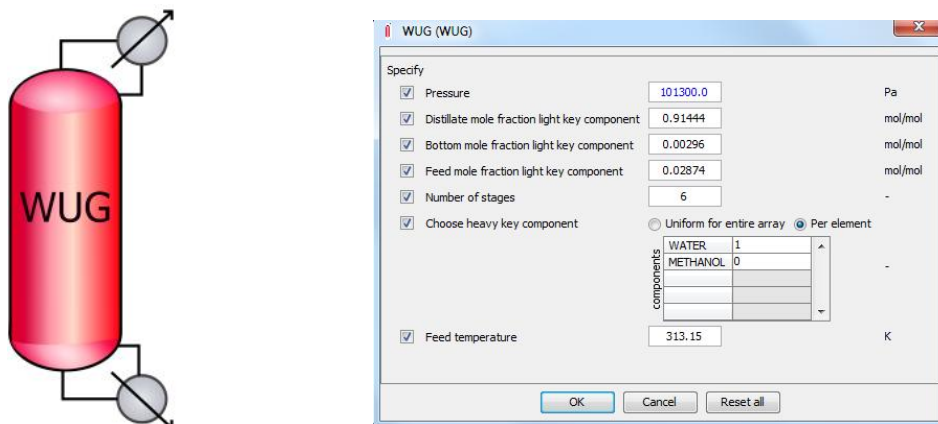 WUG
WUG (WUG)
Specify
Pressure 101300.0 Pa
Distillate mole fraction light key component 0.91444 mol/mol
Bottom mole fraction light key component 0.00296 mol/mol
Feed mole fraction light key component 0.02874 mol/mol
Number of stages 6 -
Choose heavy key component Uniform for entire array Per element
components
WATER 1
METHANOL 0
-
Feed temperature 313.15 K
OK Cancel Reset all